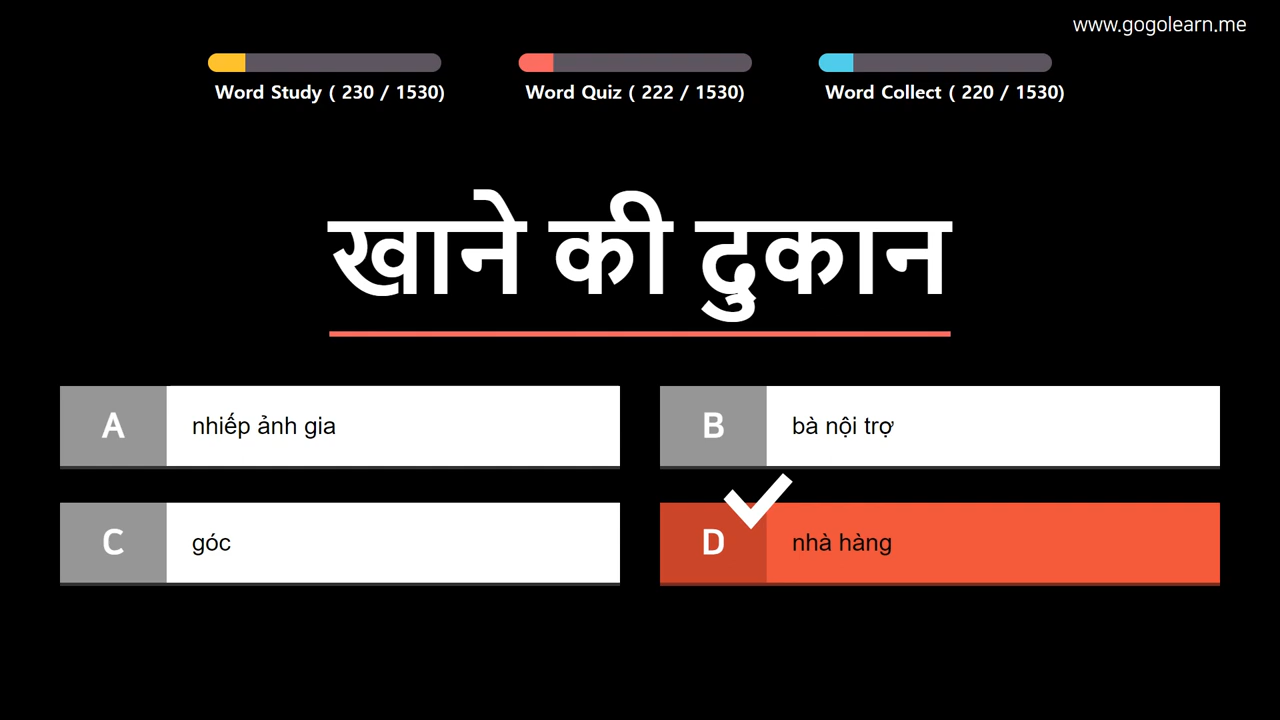 www.gogolearn.me
Word Study ( 230 / 1530)
Word Quiz ( 222 / 1530)
Word Collect ( 220 / 1530)
खाने की दुकान
A
nhiếp ảnh gia
B
bà nội trợ
C
góc
D
nhà hàng